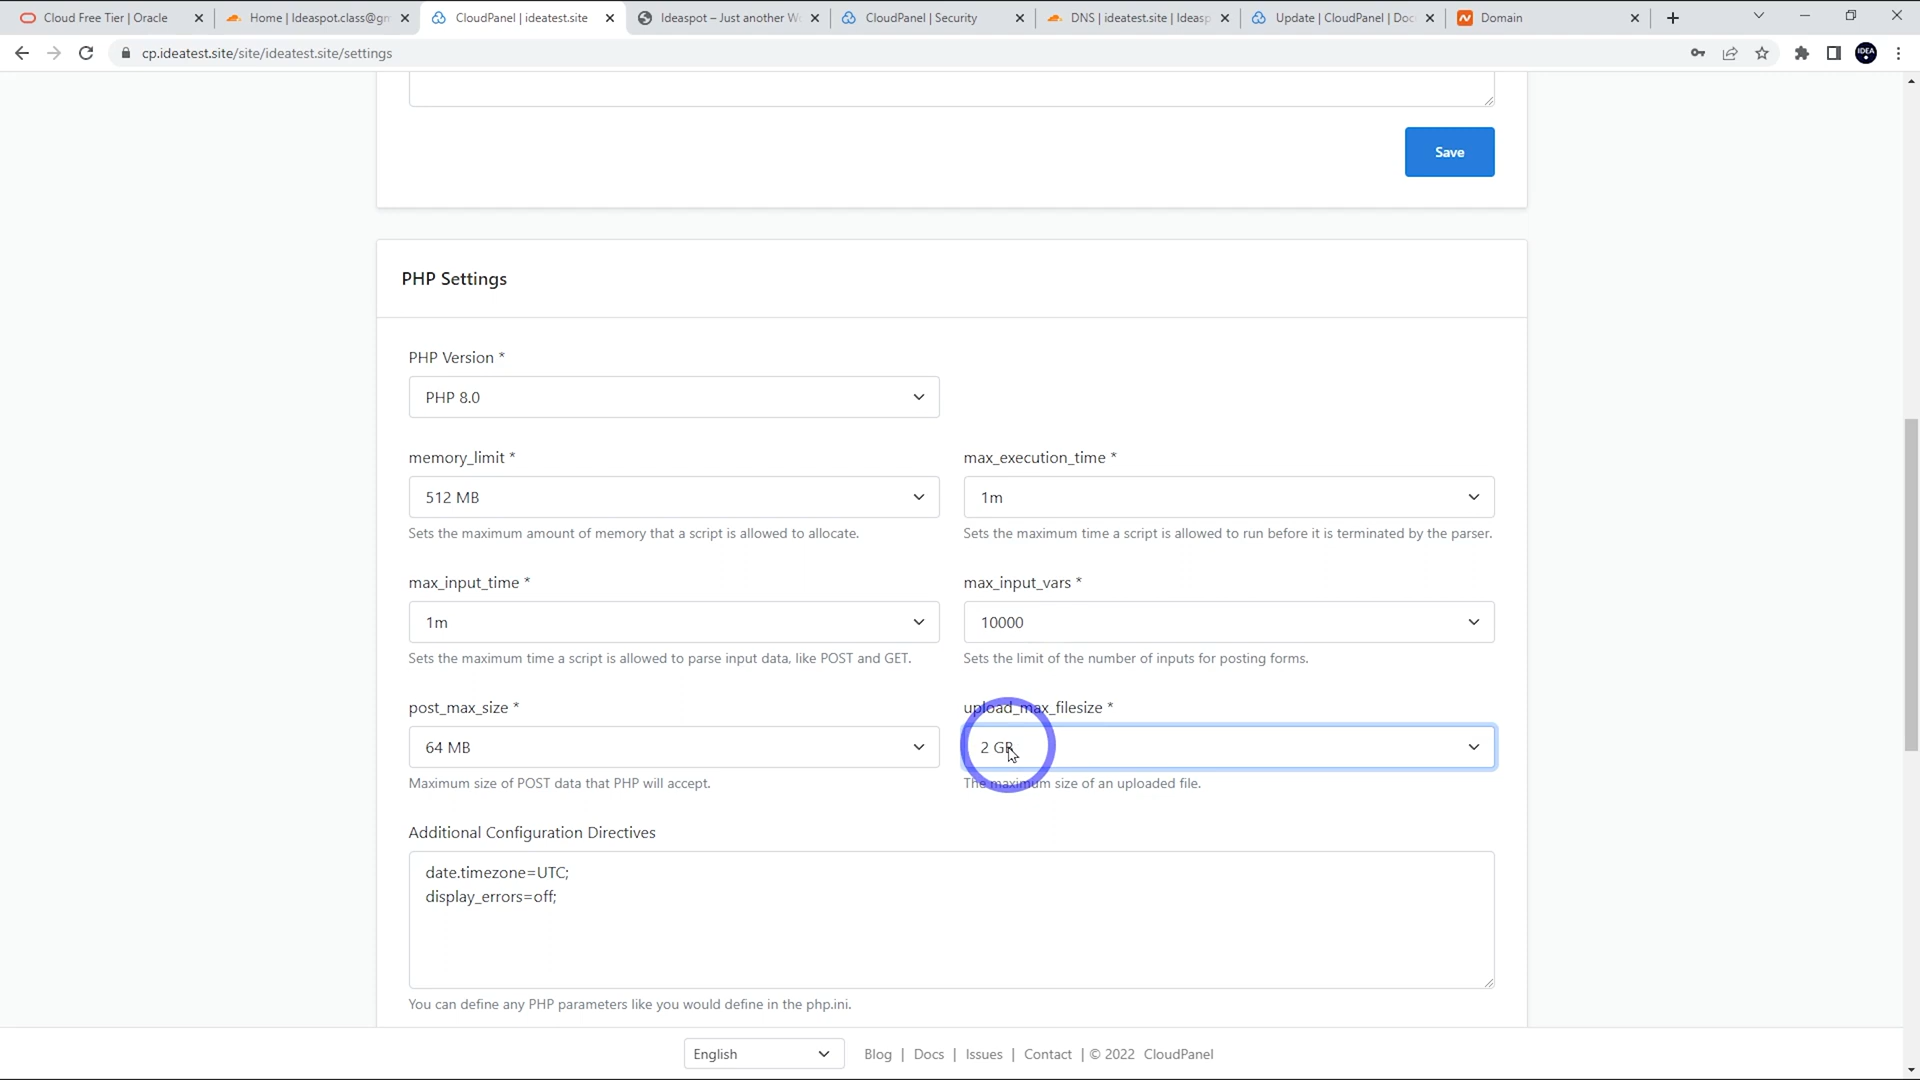 Cloud Free Tier | Oracle
Home | Ideaspot.class@gm
CloudPanel | ideatest.site
Ideaspot – Just another W
CloudPanel | Security
DNS | ideatest.site | Ideasp
Update | CloudPanel | Doc
Domain
cp.ideatest.site/site/ideatest.site/settings
IDEA
Save
PHP Settings
PHP Version *
PHP 8.0
memory_limit *
max_execution_time *
512 MB
1m
Sets the maximum amount of memory that a script is allowed to allocate.
Sets the maximum time a script is allowed to run before it is terminated by the parser.
max_input_time *
max_input_vars *
1m
10000
Sets the maximum time a script is allowed to parse input data, like POST and GET.
Sets the limit of the number of inputs for posting forms.
post_max_size *
upload_max_filesize *
64 MB
2 GB
Maximum size of POST data that PHP will accept.
The maximum size of an uploaded file.
Additional Configuration Directives
date.timezone=UTC;
display_errors=off;
You can define any PHP parameters like you would define in the php.ini.
English
Blog | Docs | Issues | Contact | © 2022 CloudPanel